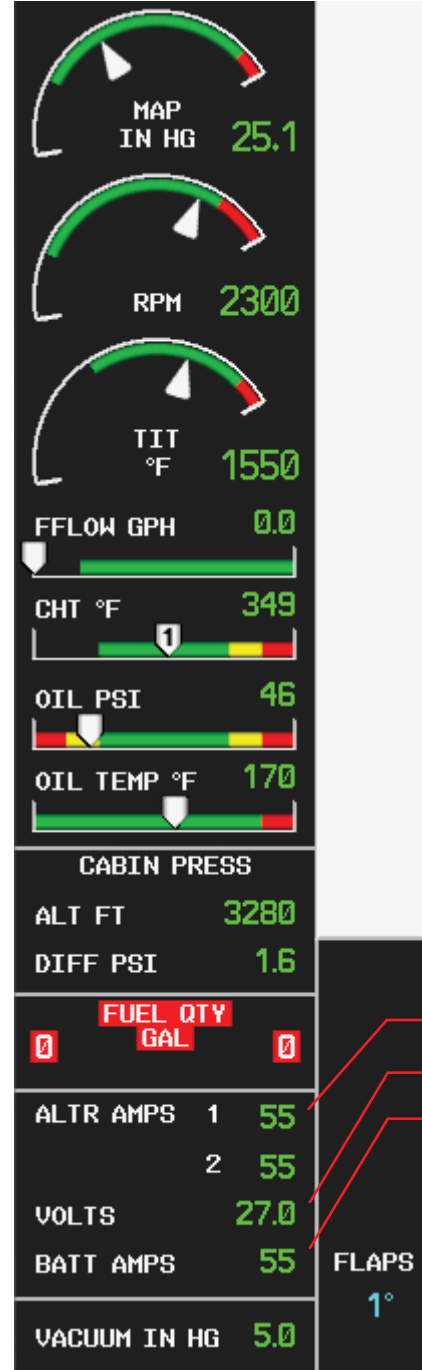 MAP
IN HG 25.1
RPM 2300
TIT
°F 1550
FFLOW GPH 0.0
CHT °F 349
1
OIL PSI 46
OIL TEMP °F 170
CABIN PRESS
ALT FT 3280
DIFF PSI 1.6
FUEL QTY
0 GAL 0
ALTR AMPS 1 55
2 55
VOLTS 27.0
BATT AMPS 55
FLAPS
1°
VACUUM IN HG 5.0